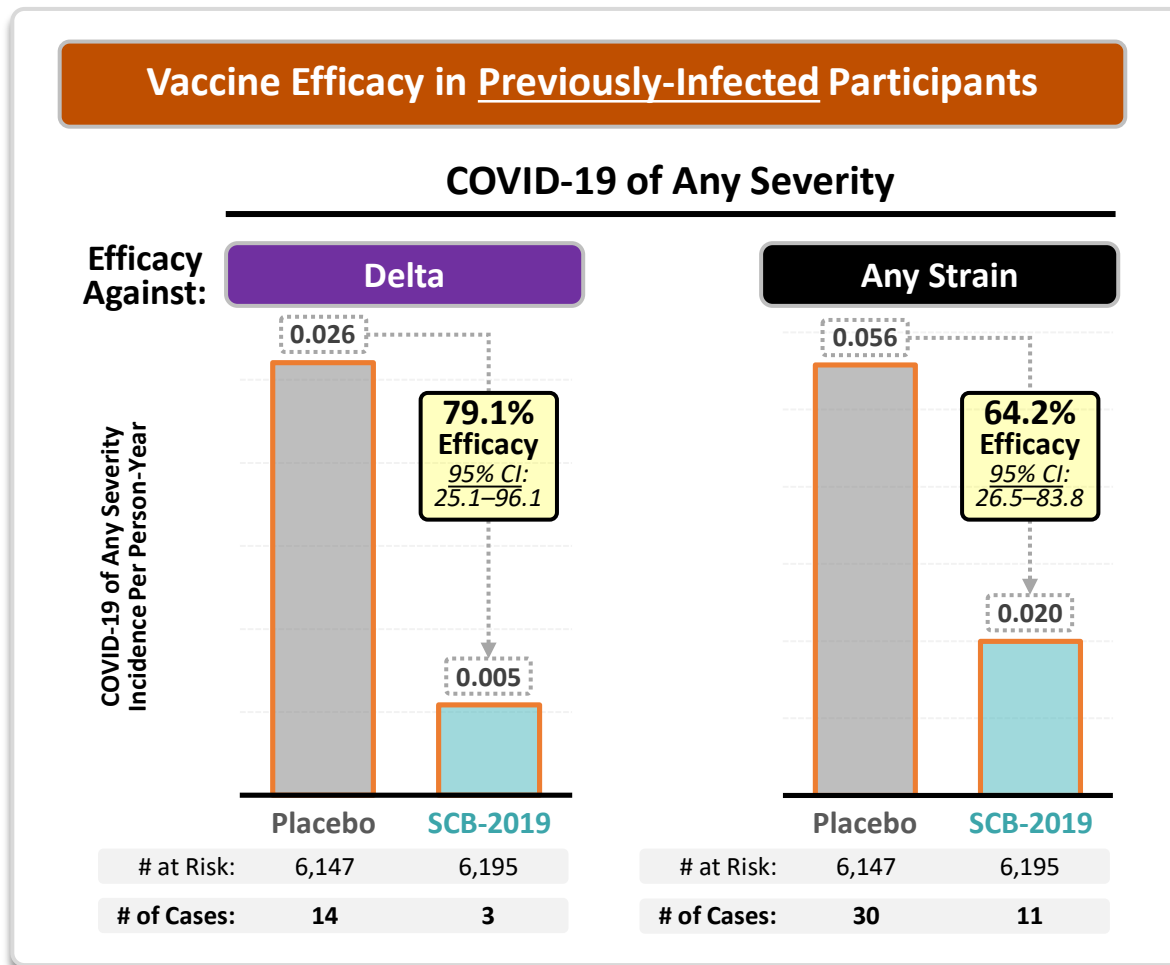 Vaccine Efficacy in Previously-Infected Participants
COVID-19 of Any Severity
Efficacy
Against:
Delta
Any Strain
COVID-19 of Any Severity
Incidence Per Person-Year
0.026
79.1%
Efficacy
95% CI:
25.1–96.1
0.005
0.056
64.2%
Efficacy
95% CI:
26.5–83.8
0.020
Placebo SCB-2019
Placebo SCB-2019
# at Risk: 6,147 6,195
# of Cases: 14 3
# at Risk: 6,147 6,195
# of Cases: 30 11